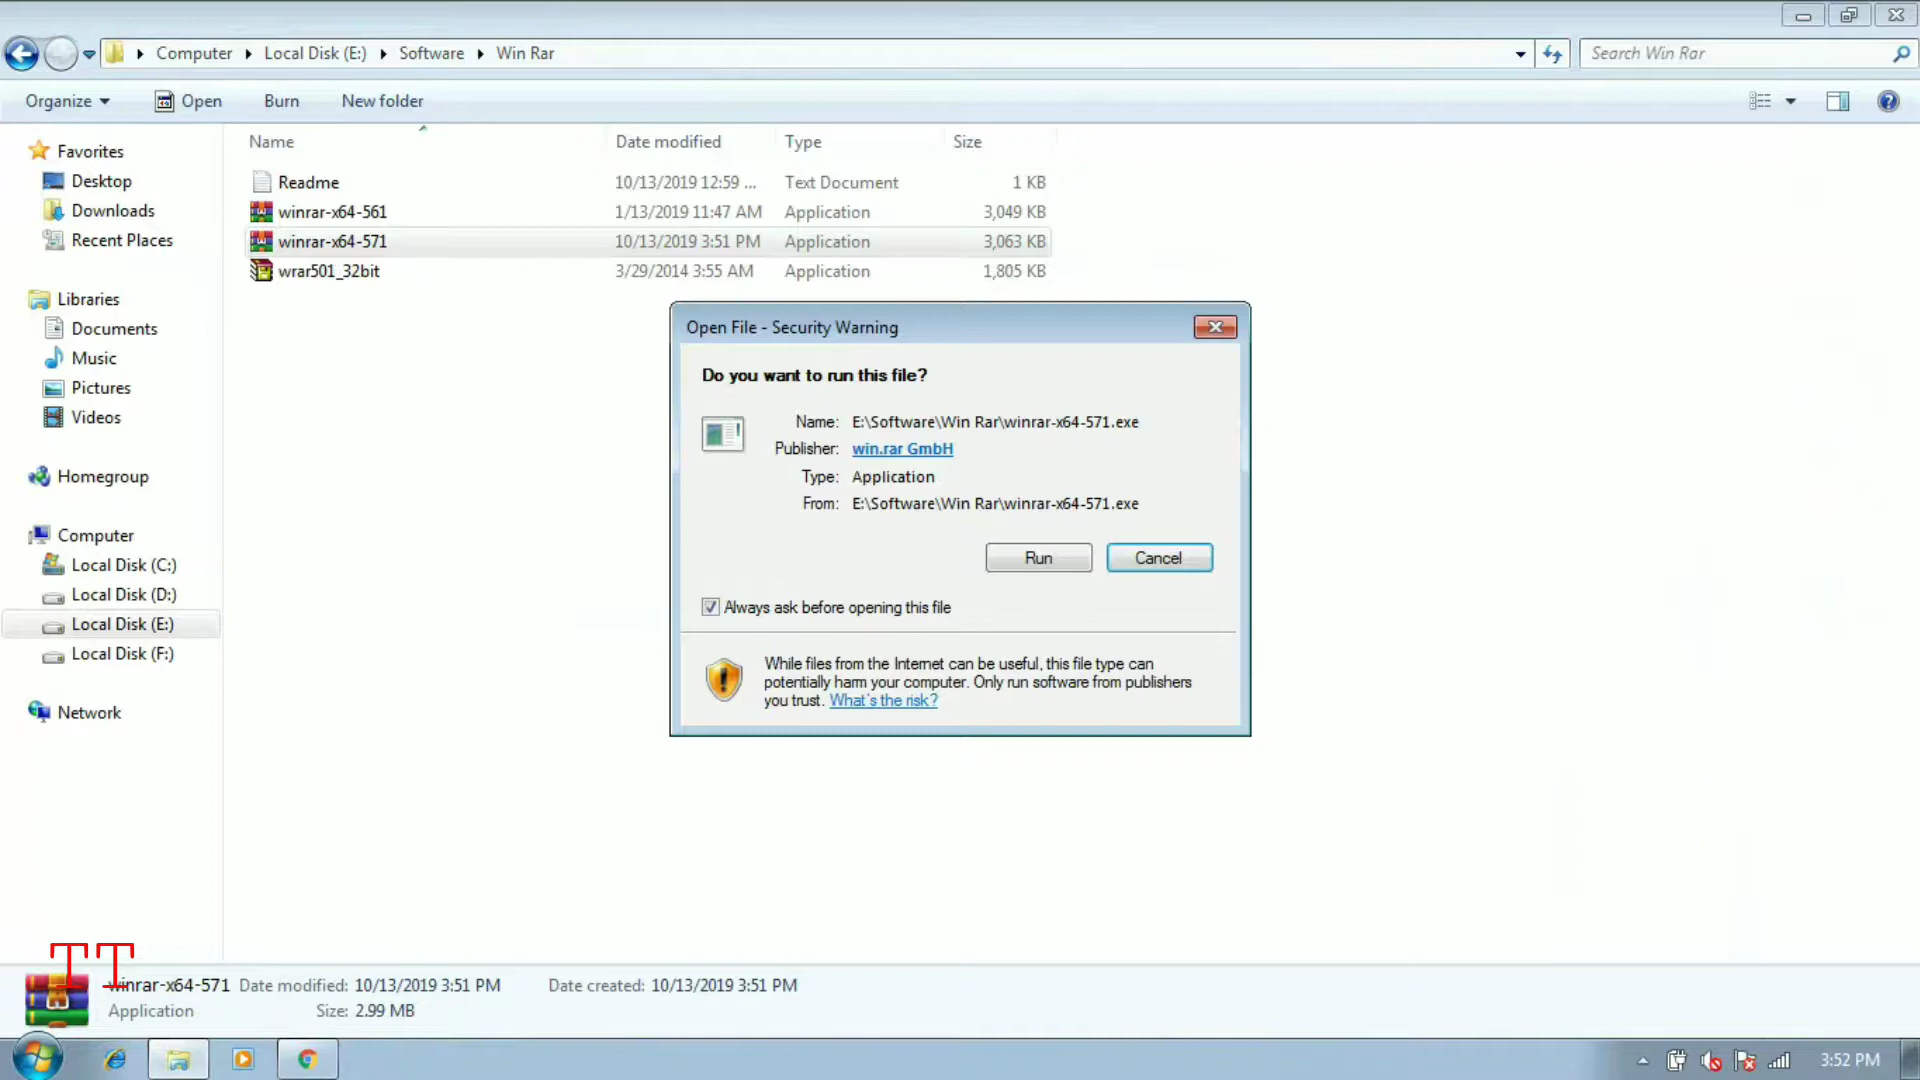 Computer Local Disk (E:) Software Win Rar
Search Win Rar
Organize Open Burn New folder
Name Date modified Type Size
Favorites
Desktop
Downloads
Recent Places
Libraries
Documents
Music
Pictures
Videos
Homegroup
Computer
Local Disk (C:)
Local Disk (D:)
Local Disk (E:)
Local Disk (F:)
Network
Readme 10/13/2019 12:59 ... Text Document 1 KB
winrar-x64-561 1/13/2019 11:47 AM Application 3,049 KB
winrar-x64-571 10/13/2019 3:51 PM Application 3,063 KB
wrar501_32bit 3/29/2014 3:55 AM Application 1,805 KB
Open File - Security Warning
Do you want to run this file?
Name: E:\Software\Win Rar\winrar-x64-571.exe
Publisher: win.rar GmbH
Type: Application
From: E:\Software\Win Rar\winrar-x64-571.exe
Run Cancel
Always ask before opening this file
While files from the Internet can be useful, this file type can
potentially harm your computer. Only run software from publishers
you trust. What's the risk?
TT
winrar-x64-571 Date modified: 10/13/2019 3:51 PM Date created: 10/13/2019 3:51 PM
Application Size: 2.99 MB
3:52 PM